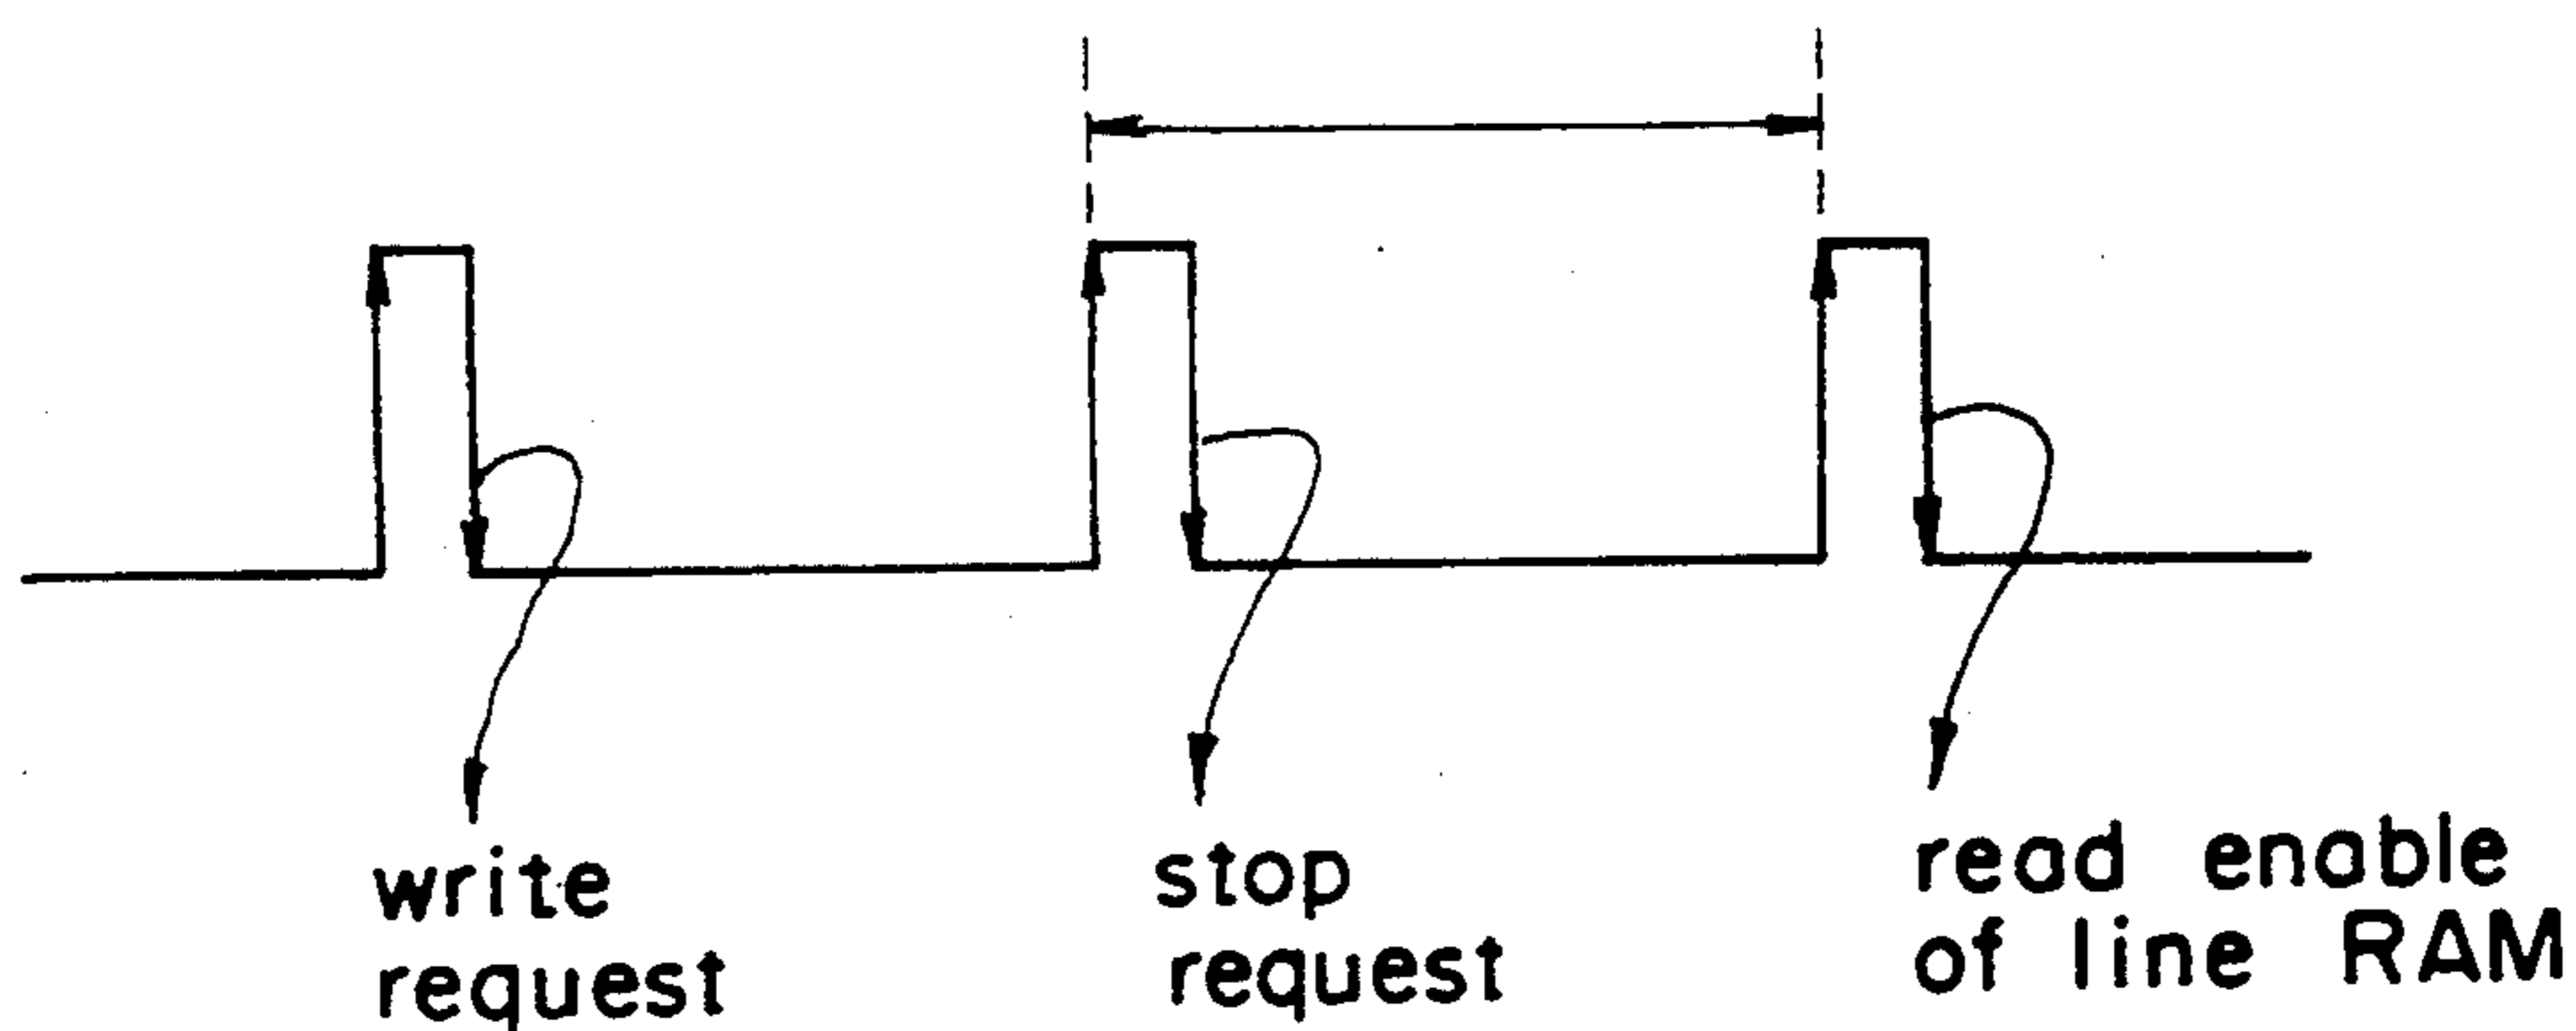 write
request
stop
request
read enable
of line RAM